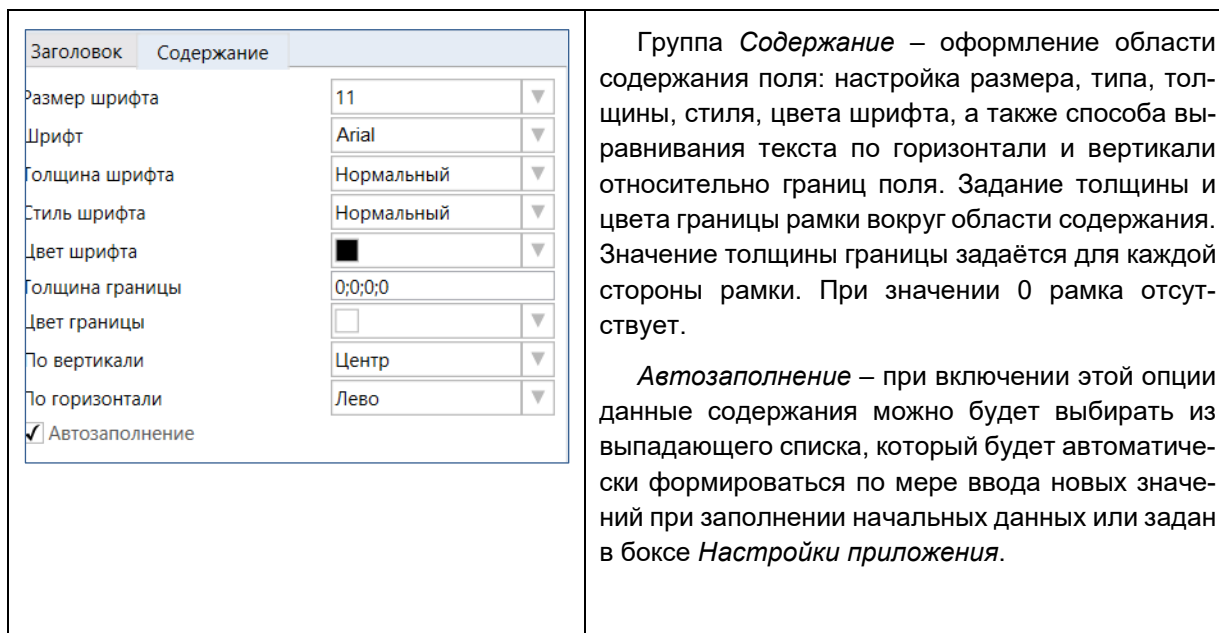 Заголовок Содержание
Размер шрифта 11
Шрифт Arial
Толщина шрифта Нормальный
Стиль шрифта Нормальный
Цвет шрифта
Толщина границы 0;0;0;0
Цвет границы
По вертикали Центр
По горизонтали Лево
Автозаполнение
Группа Содержание – оформление области
содержания поля: настройка размера, типа, тол-
щины, стиля, цвета шрифта, а также способа вы-
равнивания текста по горизонтали и вертикали
относительно границ поля. Задание толщины и
цвета границы рамки вокруг области содержания.
Значение толщины границы задаётся для каждой
стороны рамки. При значении 0 рамка отсут-
ствует.
Автозаполнение – при включении этой опции
данные содержания можно будет выбирать из
выпадающего списка, который будет автоматиче-
ски формироваться по мере ввода новых значе-
ний при заполнении начальных данных или задан
в боксе Настройки приложения.